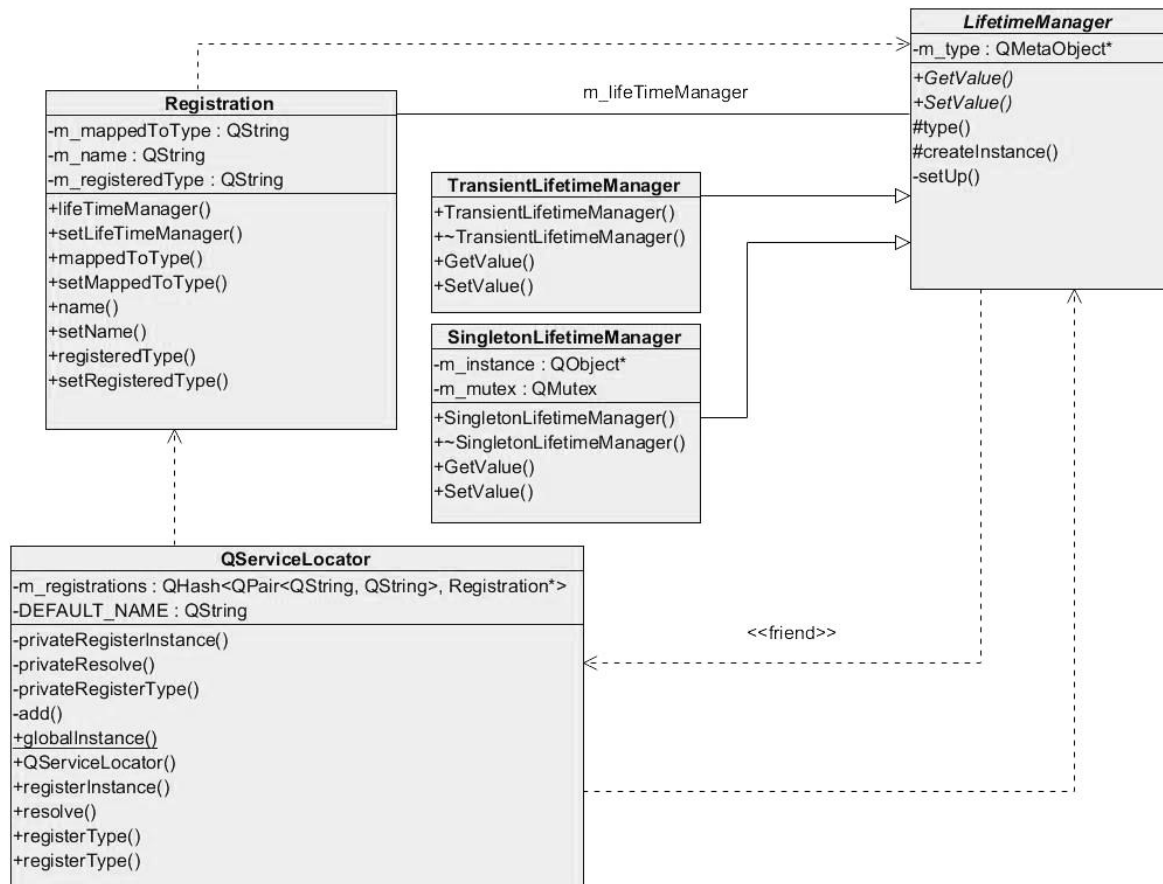 LifetimeManager
-m_type : QMetaObject*
+GetValue()
+SetValue()
#type()
#createInstance()
-setUp()
m_lifeTimeManager
Registration
-m_mappedToType : QString
-m_name : QString
-m_registeredType : QString
+lifeTimeManager()
+setLifeTimeManager()
+mappedToType()
+setMappedToType()
+name()
+setName()
+registeredType()
+setRegisteredType()
TransientLifetimeManager
+TransientLifetimeManager()
+~TransientLifetimeManager()
+GetValue()
+SetValue()
SingletonLifetimeManager
-m_instance : QObject*
-m_mutex : QMutex
+SingletonLifetimeManager()
+~SingletonLifetimeManager()
+GetValue()
+SetValue()
QServiceLocator
-m_registrations : QHash<QPair<QString, QString>, Registration*>
-DEFAULT_NAME : QString
-privateRegisterInstance()
-privateResolve()
-privateRegisterType()
-add()
+globalInstance()
+QServiceLocator()
+registerInstance()
+resolve()
+registerType()
+registerType()
<<friend>>